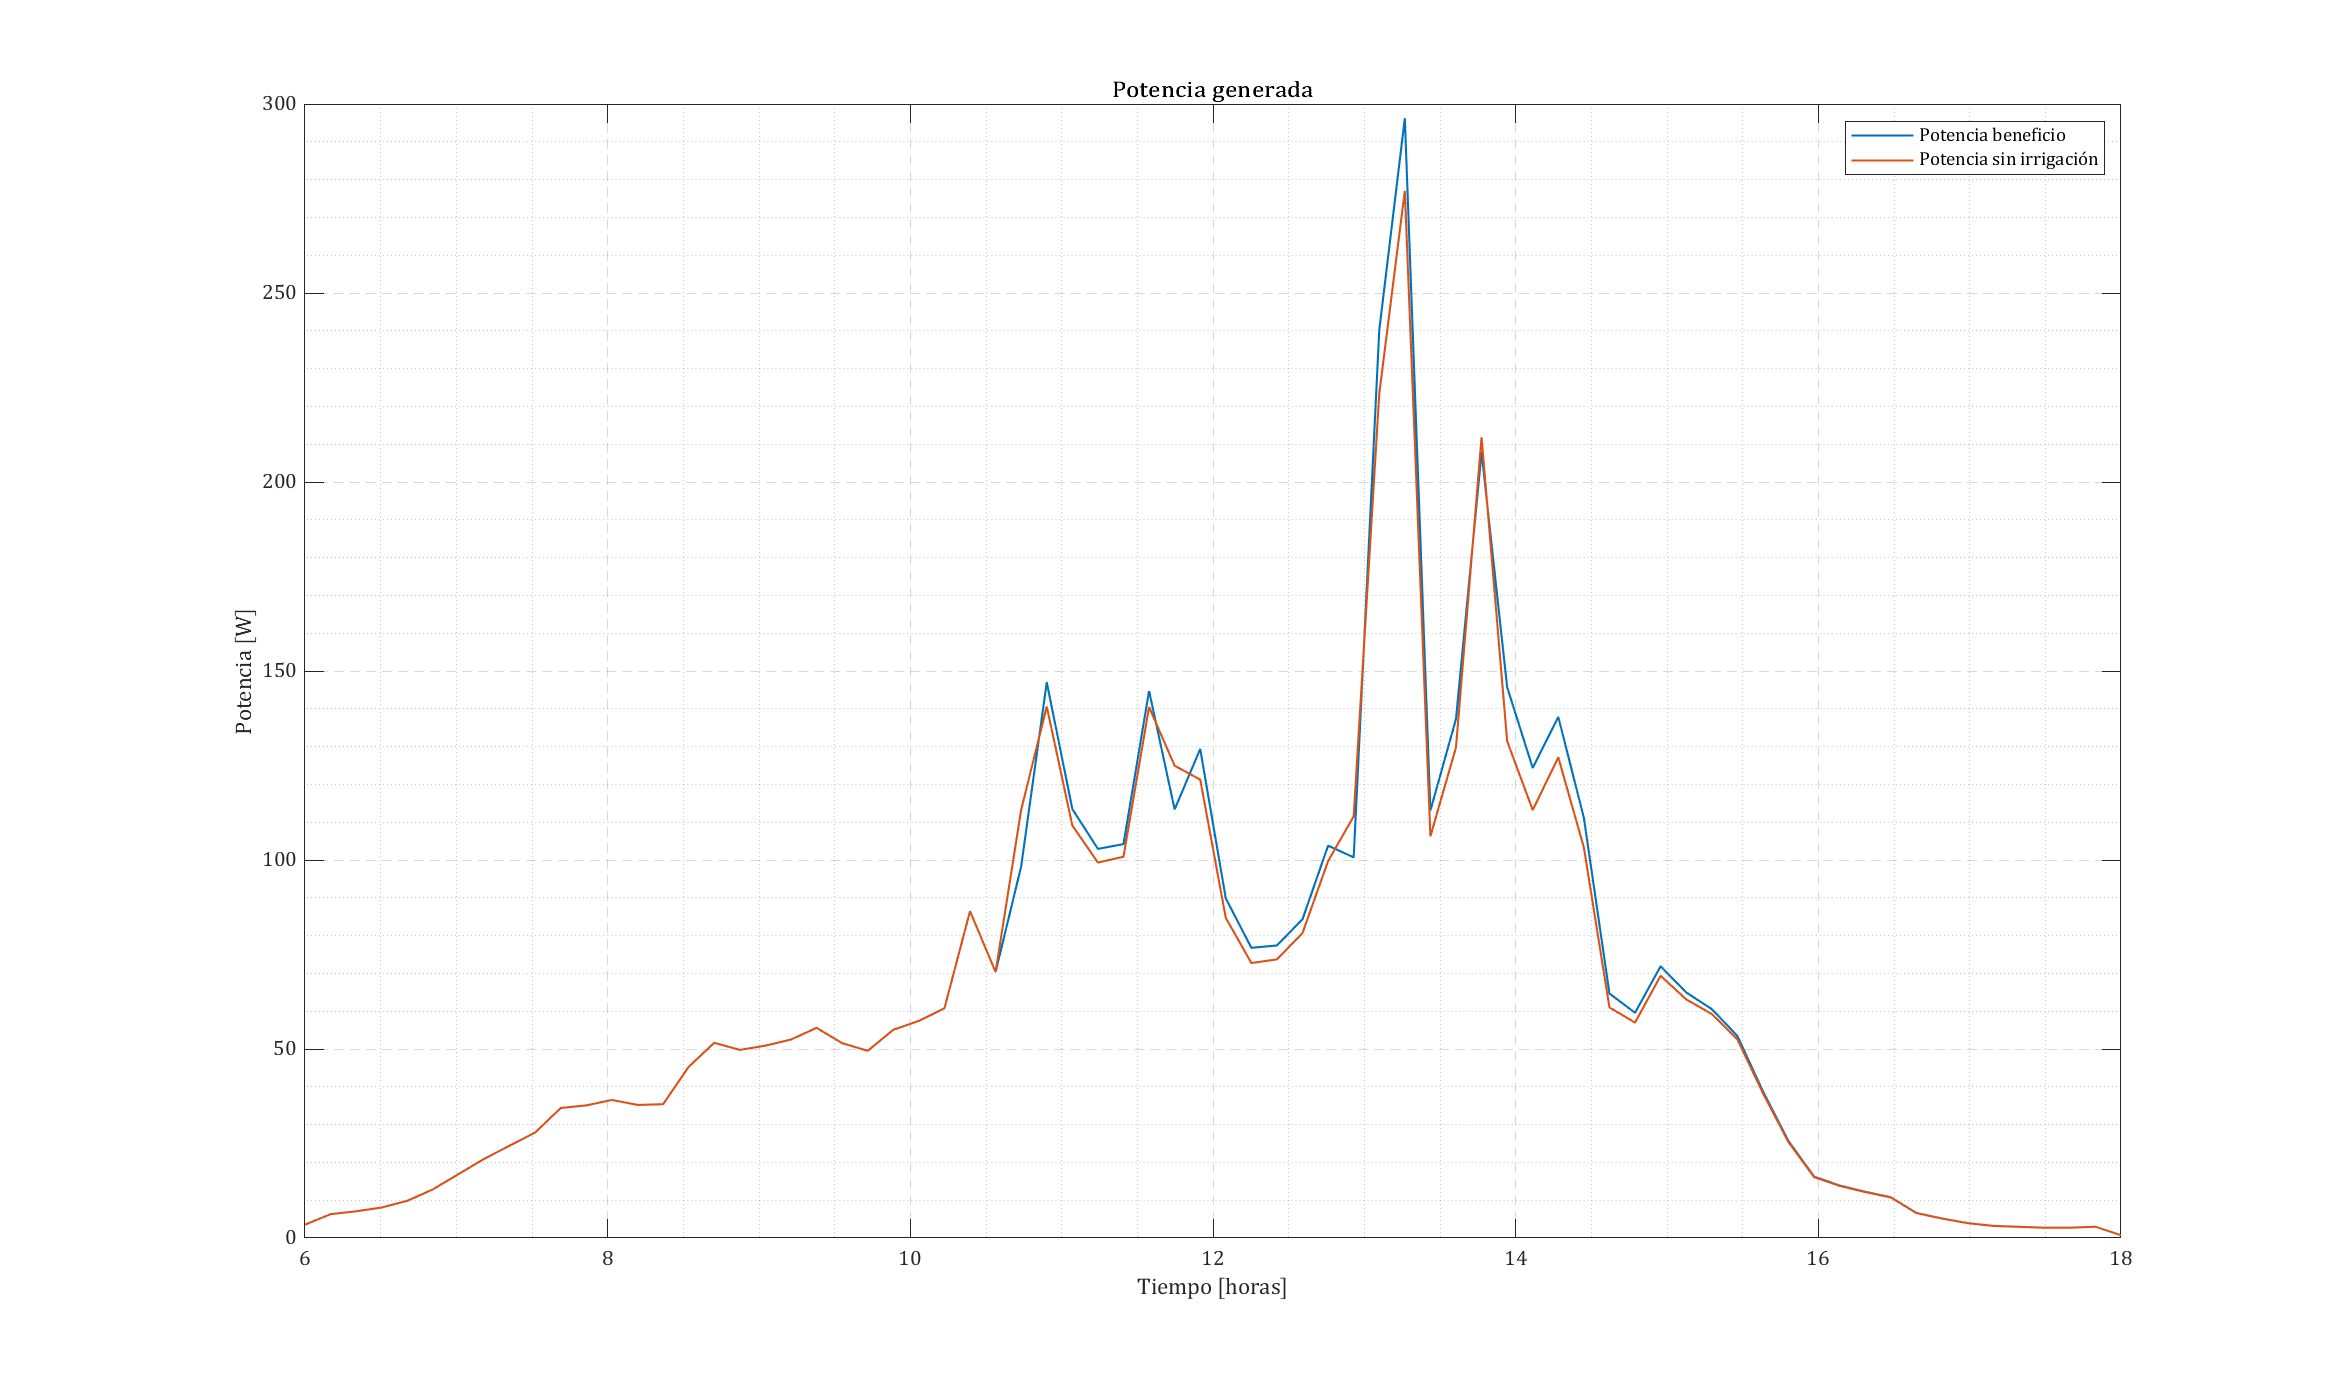 Potencia generada
300
250
200
150
100
50
0
Potencia [W]
Potencia beneficio
Potencia sin irrigación
6 8 10 12 14 16 18
Tiempo [horas]